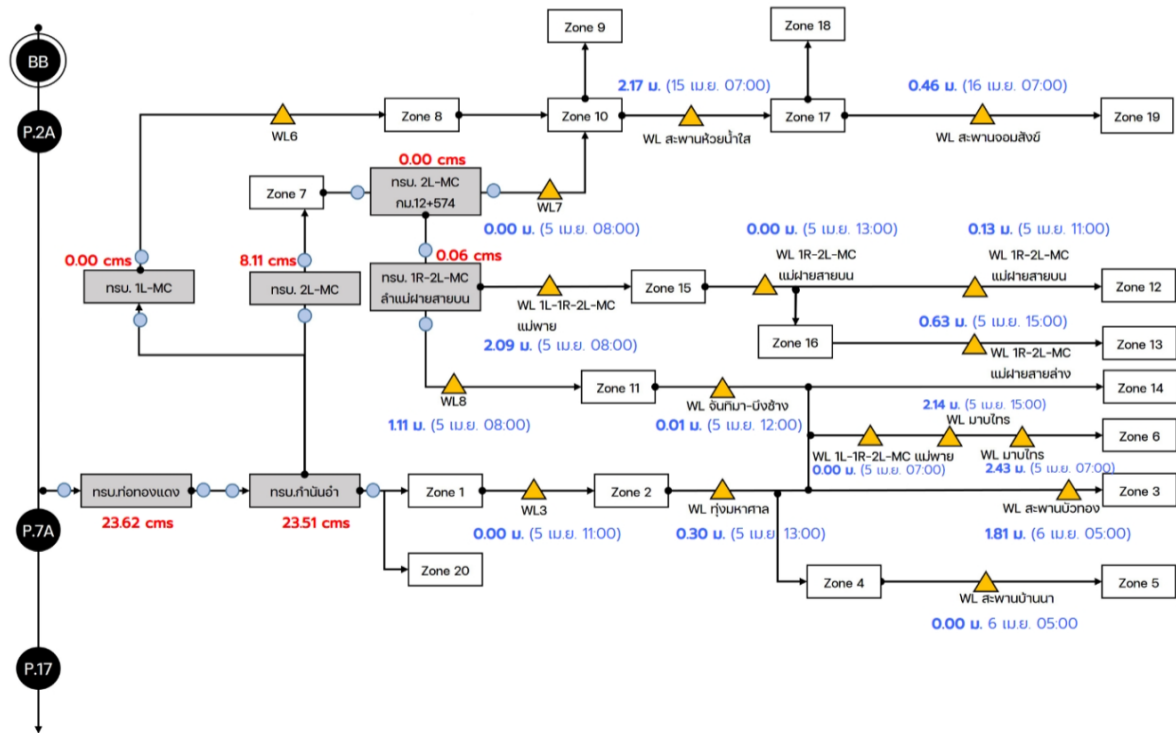 Zone 9
Zone 18
BB
2.17 ม. (15 เม.ย. 07:00)
0.46 ม. (16 เม.ย. 07:00)
P.2A
WL6
Zone 8
Zone 10
WL สะพานห้วยน้ำใส
Zone 17
WL สะพานจอมสังข์
Zone 19
0.00 cms
Zone 7
ทรบ. 2L-MC
กม.12+574
WL7
0.00 ม. (5 เม.ย. 08:00)
0.00 ม. (5 เม.ย. 13:00)
0.13 ม. (5 เม.ย. 11:00)
0.00 cms
8.11 cms
0.06 cms
WL 1R-2L-MC
แม่ฝายสายบน
WL 1R-2L-MC
แม่ฝายสายบน
ทรบ. 1L-MC
ทรบ. 2L-MC
ทรบ. 1R-2L-MC
ลำแม่ฝายสายบน
WL 1L-1R-2L-MC
แม่พาย
Zone 15
Zone 12
2.09 ม. (5 เม.ย. 08:00)
0.63 ม. (5 เม.ย. 15:00)
Zone 16
WL 1R-2L-MC
แม่ฝายสายล่าง
Zone 13
WL8
Zone 11
WL จันทิมา-บึงช้าง
Zone 14
1.11 ม. (5 เม.ย. 08:00)
0.01 ม. (5 เม.ย. 12:00)
2.14 ม. (5 เม.ย. 15:00)
WL มาบไทร
Zone 6
WL 1L-1R-2L-MC แม่พาย
WL มาบไทร
0.00 ม. (5 เม.ย. 07:00)
2.43 ม. (5 เม.ย. 07:00)
ทรบ.ท่อทองแดง
ทรบ.กำนันอำ
Zone 1
Zone 2
Zone 3
P.7A
23.62 cms
23.51 cms
WL3
WL ทุ่งมหาศาล
WL สะพานบัวทอง
0.00 ม. (5 เม.ย. 11:00)
0.30 ม. (5 เม.ย. 13:00)
1.81 ม. (6 เม.ย. 05:00)
Zone 20
Zone 4
WL สะพานบ้านนา
Zone 5
0.00 ม. 6 เม.ย. 05:00
P.17